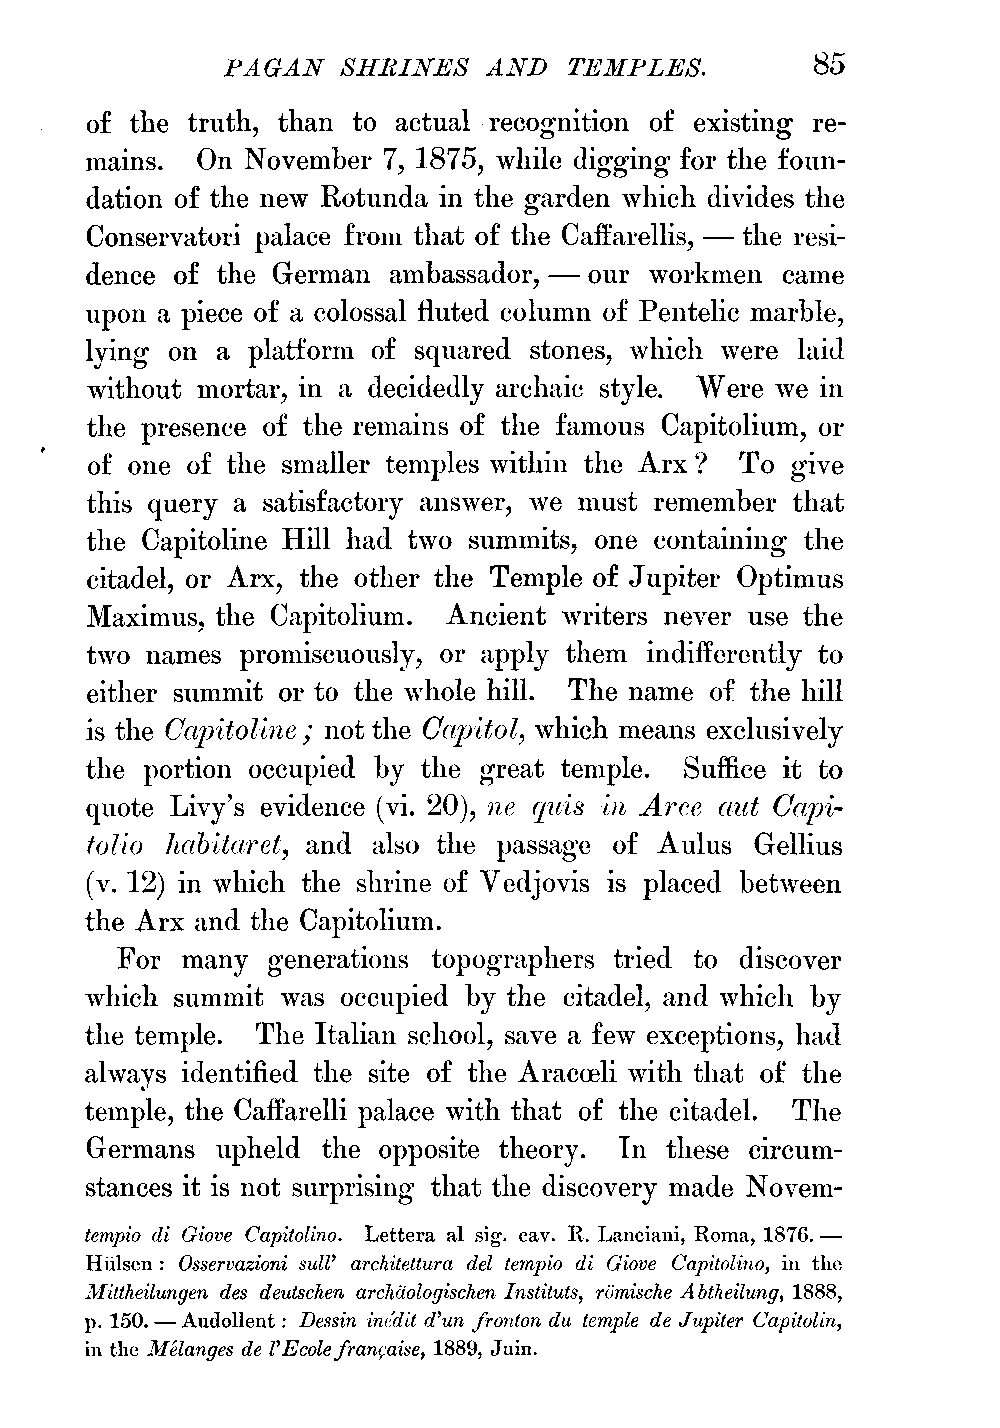 PAGAN SHRINES AND TEMPLES. 85
of the truth, than to actual recognition of existing re-
mains. On November 7, 1875, while digging for the foun-
dation of the new Rotunda in the garden which divides the
Conservatori palace from that of the Caffarellis, — the resi-
dence of the German ambassador, — our workmen came
upon a piece of a colossal fluted column of Pentelic marble,
lying on a platform of squared stones, which were laid
without mortar, in a decidedly archaic style. Were we in
the presence of the remains of the famous Capitolium, or
of one of the smaller temples within the Arx? To give
this query a satisfactory answer, we must remember that
the Capitoline Hill had two summits, one containing the
citadel, or Arx, the other the Temple of Jupiter Optimus
Maximus, the Capitolium. Ancient writers never use the
two names promiscuously, or apply them indifferently to
either summit or to the whole hill. The name of the hill
is the Capitoline; not the Capitol, which means exclusively
the portion occupied by the great temple. Suffice it to
quote Livy's evidence (vi. 20), ne quis in Arce aut Capi-
tolio habitaret, and also the passage of Aulus Gellius
(v. 12) in which the shrine of Vedjovis is placed between
the Arx and the Capitolium.
For many generations topographers tried to discover
which summit was occupied by the citadel, and which by
the temple. The Italian school, save a few exceptions, had
always identified the site of the Aracœli with that of the
temple, the Caffarelli palace with that of the citadel. The
Germans upheld the opposite theory. In these circum-
stances it is not surprising that the discovery made Novem-
tempio di Giove Capitolino. Lettera al sig. cav. R. Lanciani, Roma, 1876. —
Hülsen: Osservazioni sull' architettura del tempio di Giove Capitolino, in the
Mittheilungen des deutschen archäologischen Instituts, römische Abtheilung, 1888,
p. 150. — Audollent: Dessin inédit d'un fronton du temple de Jupiter Capitolin,
in the Mélanges de l'Ecole française, 1889, Juin.